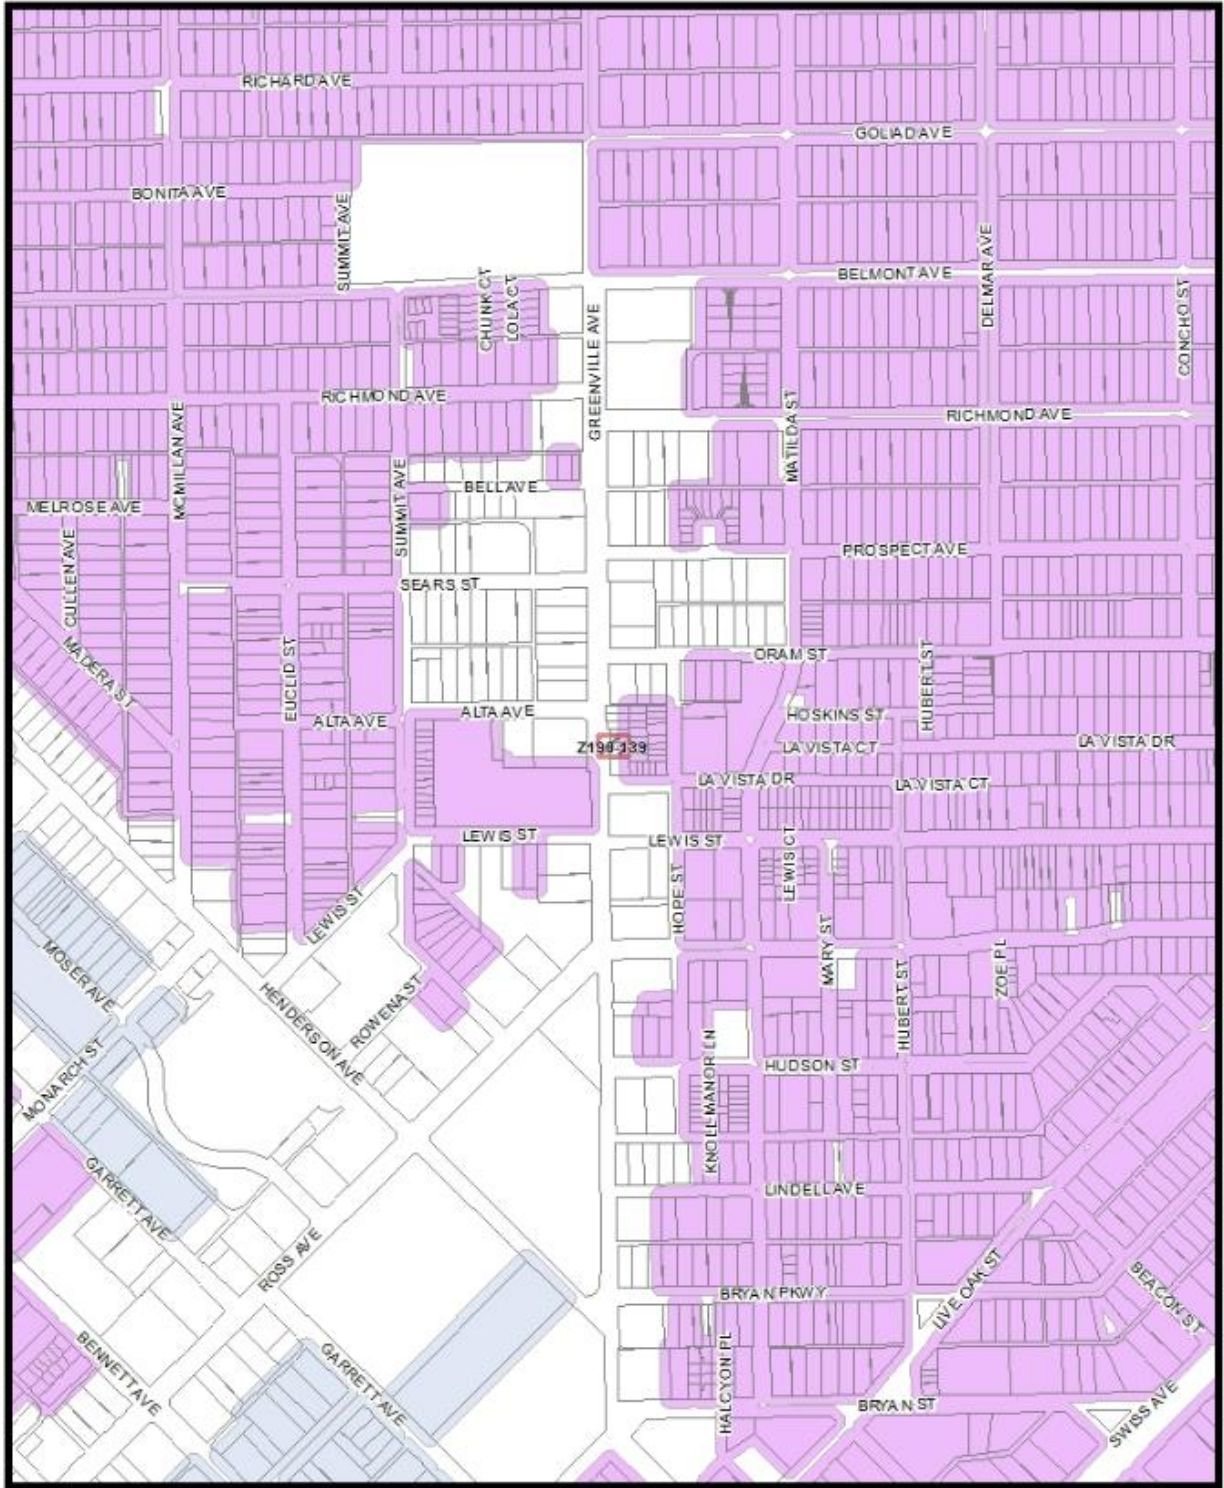 RICHARD AVE
GOLIAD AVE
BONITA AVE
SUMMIT AVE
BELMONT AVE
DELMAR AVE
CHUNK CT
LOLA CT
CONCHO ST
GREENVILLE AVE
RICHMOND AVE
RICHMOND AVE
MATILDA ST
MCMILLAN AVE
SUMMIT AVE
BELL AVE
MELROSE AVE
CULLEN AVE
PROSPECT AVE
SEARS ST
MADERA ST
EUCLID ST
ORAM ST
HUBERT ST
ALTA AVE
ALTA AVE
HOSKINS ST
Z199-139
LA VISTA CT
LA VISTA DR
LA VISTA DR
LA VISTA CT
LEWIS ST
LEWIS ST
LEWIS CT
HOPE ST
LEWIS ST
MARY ST
MOSER AVE
HENDERSON AVE
ROWENA ST
ZOE PL
HUBERT ST
MONARCH ST
KNOLL MANOR LN
HUDSON ST
GARRETT AVE
LINDELL AVE
ROSS AVE
BRYAN PKWY
LIVE OAK ST
BEACON ST
BENNETT AVE
GARRETT AVE
HALCYON PL
BRYAN ST
SWISS AVE